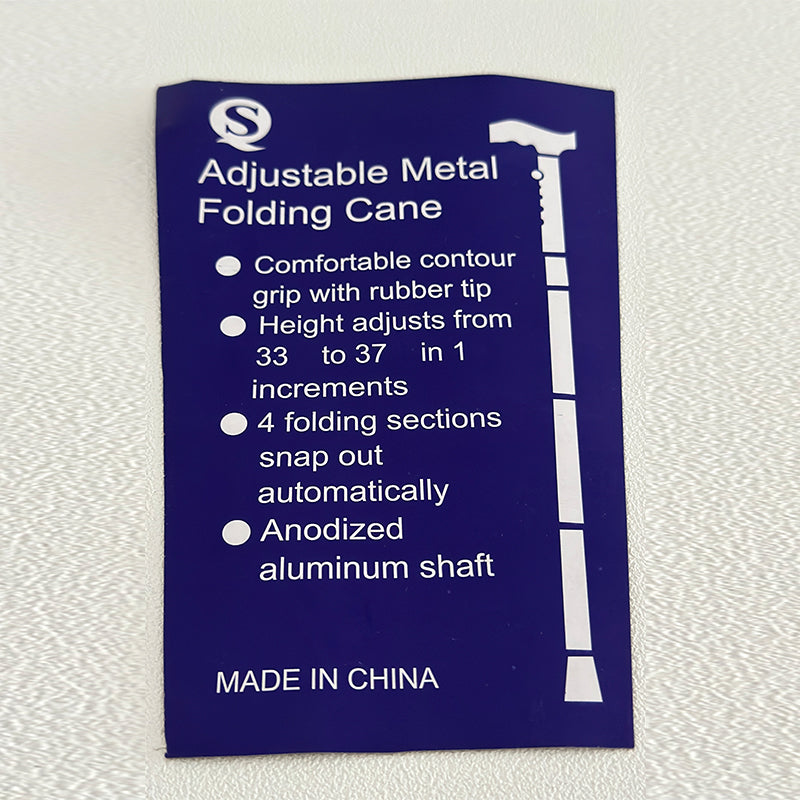 SQ
Adjustable Metal
Folding Cane
Comfortable contour
grip with rubber tip
Height adjusts from
33 to 37 in 1
increments
4 folding sections
snap out
automatically
Anodized
aluminum shaft
MADE IN CHINA